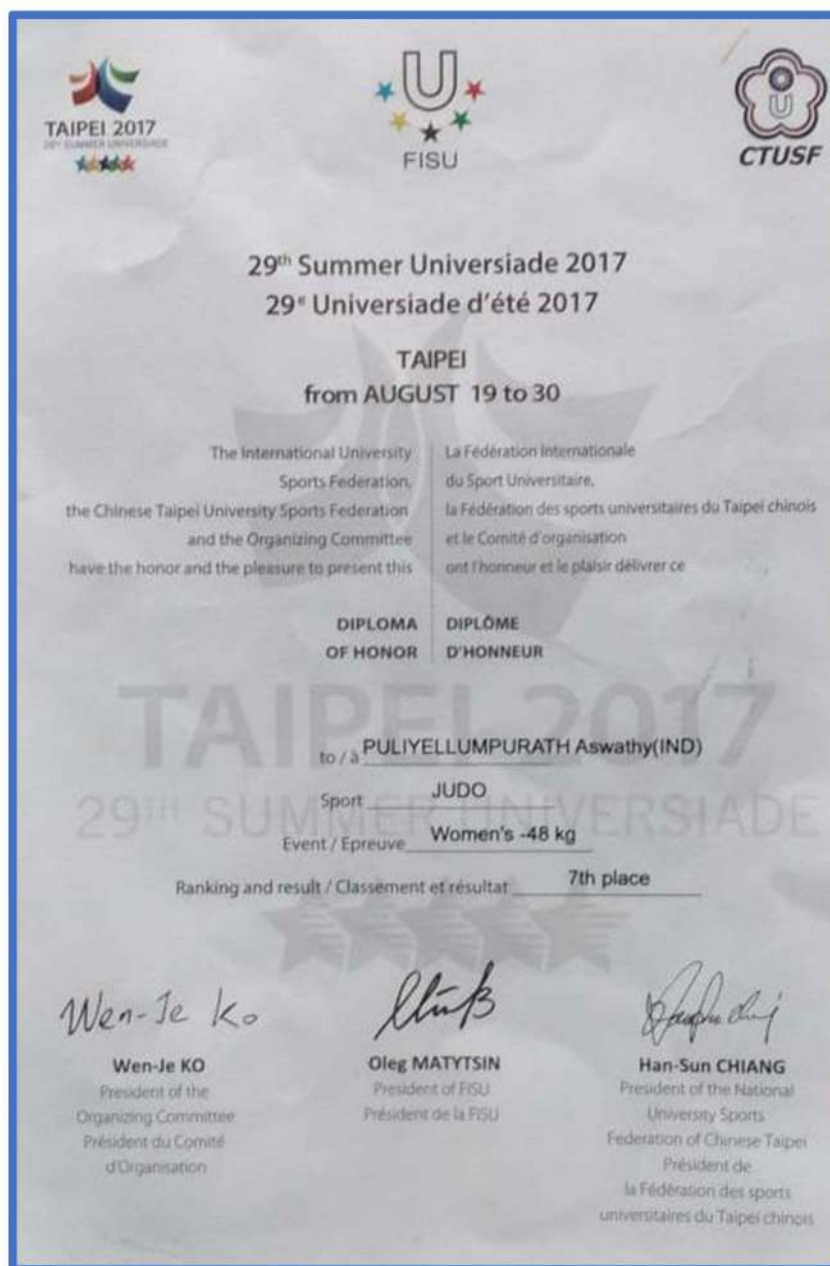 TAIPEI 2017
29TH SUMMER UNIVERSIADE
U
FISU
U
CTUSF
29th Summer Universiade 2017
29e Universiade d'été 2017
TAIPEI
from AUGUST 19 to 30
The International University
Sports Federation,
the Chinese Taipei University Sports Federation
and the Organizing Committee
have the honor and the pleasure to present this
La Fédération Internationale
du Sport Universitaire,
la Fédération des sports universitaires du Taipei chinois
et le Comité d'organisation
ont l'honneur et le plaisir délivrer ce
DIPLOMA
OF HONOR
DIPLÔME
D'HONNEUR
TAIPEI 2017
29TH SUMMER UNIVERSIADE
to / à PULIYELLUMPURATH Aswathy(IND)
Sport JUDO
Event / Epreuve Women's -48 kg
Ranking and result / Classement et résultat 7th place
Wen-Je Ko
Wen-Je KO
President of the
Organizing Committee
Président du Comité
d'Organisation
Oleg MATYTSIN
President of FISU
Président de la FISU
Han-Sun CHIANG
President of the National
University Sports
Federation of Chinese Taipei
Président de
la Fédération des sports
universitaires du Taipei chinois